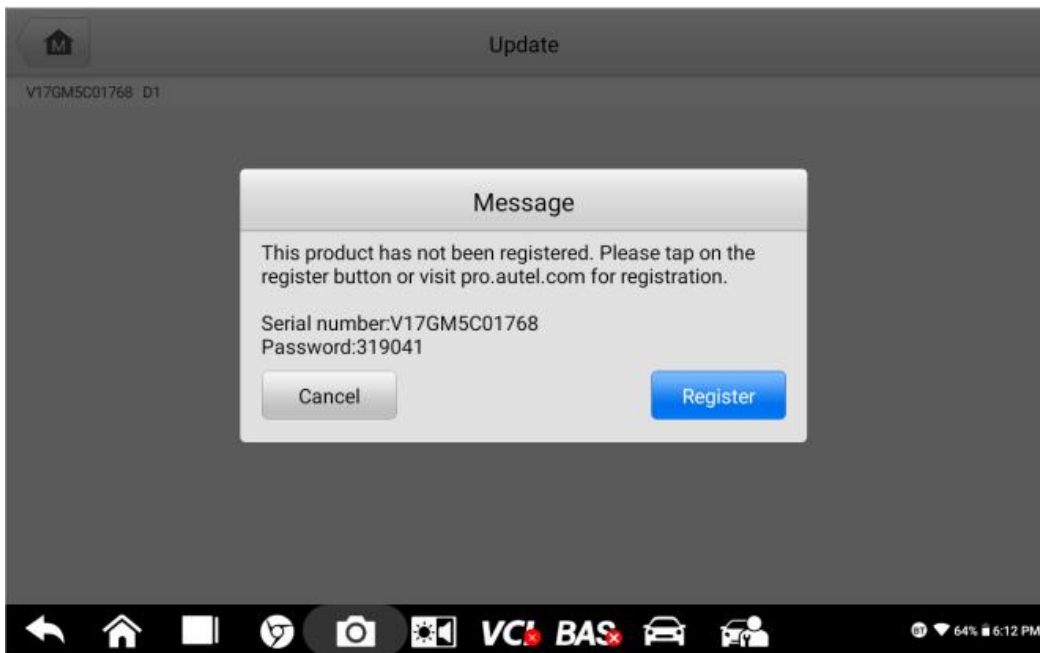 M
Update
V17GM5C01768 D1
Message
This product has not been registered. Please tap on the
register button or visit pro.autel.com for registration.
Serial number:V17GM5C01768
Password:319041
Cancel
Register
VCI BAS BT 64% 6:12 PM